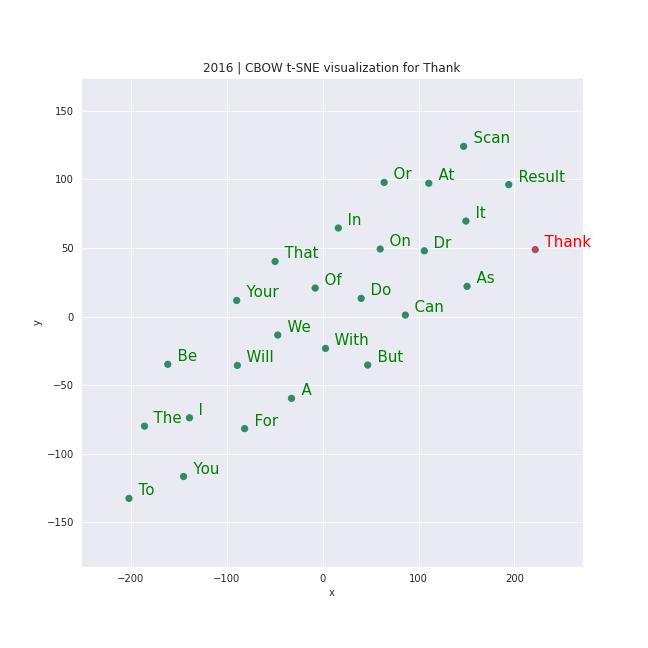 2016 | CBOW t-SNE visualization for Thank
Scan
150
Or
At
Result
100
In
It
On
Dr
Thank
50
That
As
Of
Do
Your
Can
0
We
With
Be
Will
But
−50
A
The
I
For
−100
You
To
−150
−200
−100
0
100
200
x
y